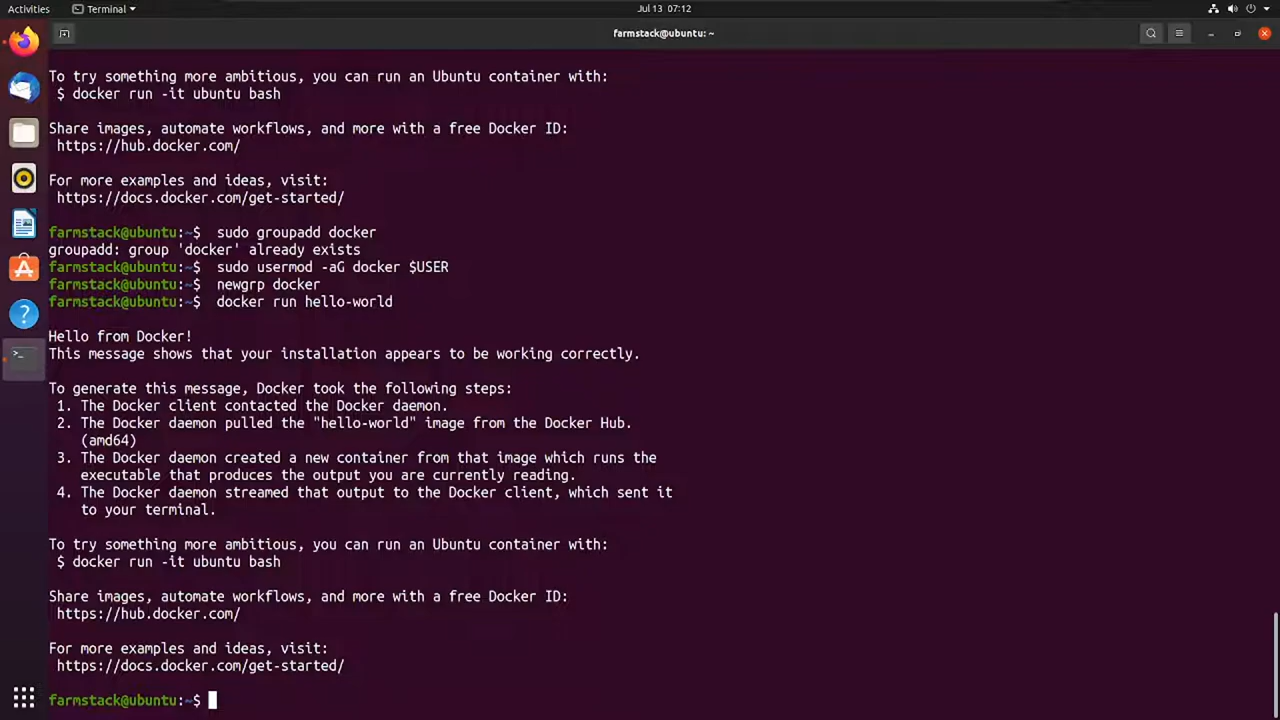 Activities
Terminal
Jul 13 07:12
farmstack@ubuntu: ~
To try something more ambitious, you can run an Ubuntu container with:
$ docker run -it ubuntu bash
Share images, automate workflows, and more with a free Docker ID:
https://hub.docker.com/
For more examples and ideas, visit:
https://docs.docker.com/get-started/
farmstack@ubuntu:~$  sudo groupadd docker
groupadd: group 'docker' already exists
farmstack@ubuntu:~$  sudo usermod -aG docker $USER
farmstack@ubuntu:~$  newgrp docker
farmstack@ubuntu:~$  docker run hello-world
Hello from Docker!
This message shows that your installation appears to be working correctly.
To generate this message, Docker took the following steps:
1. The Docker client contacted the Docker daemon.
2. The Docker daemon pulled the "hello-world" image from the Docker Hub.
(amd64)
3. The Docker daemon created a new container from that image which runs the
executable that produces the output you are currently reading.
4. The Docker daemon streamed that output to the Docker client, which sent it
to your terminal.
To try something more ambitious, you can run an Ubuntu container with:
$ docker run -it ubuntu bash
Share images, automate workflows, and more with a free Docker ID:
https://hub.docker.com/
For more examples and ideas, visit:
https://docs.docker.com/get-started/
farmstack@ubuntu:~$